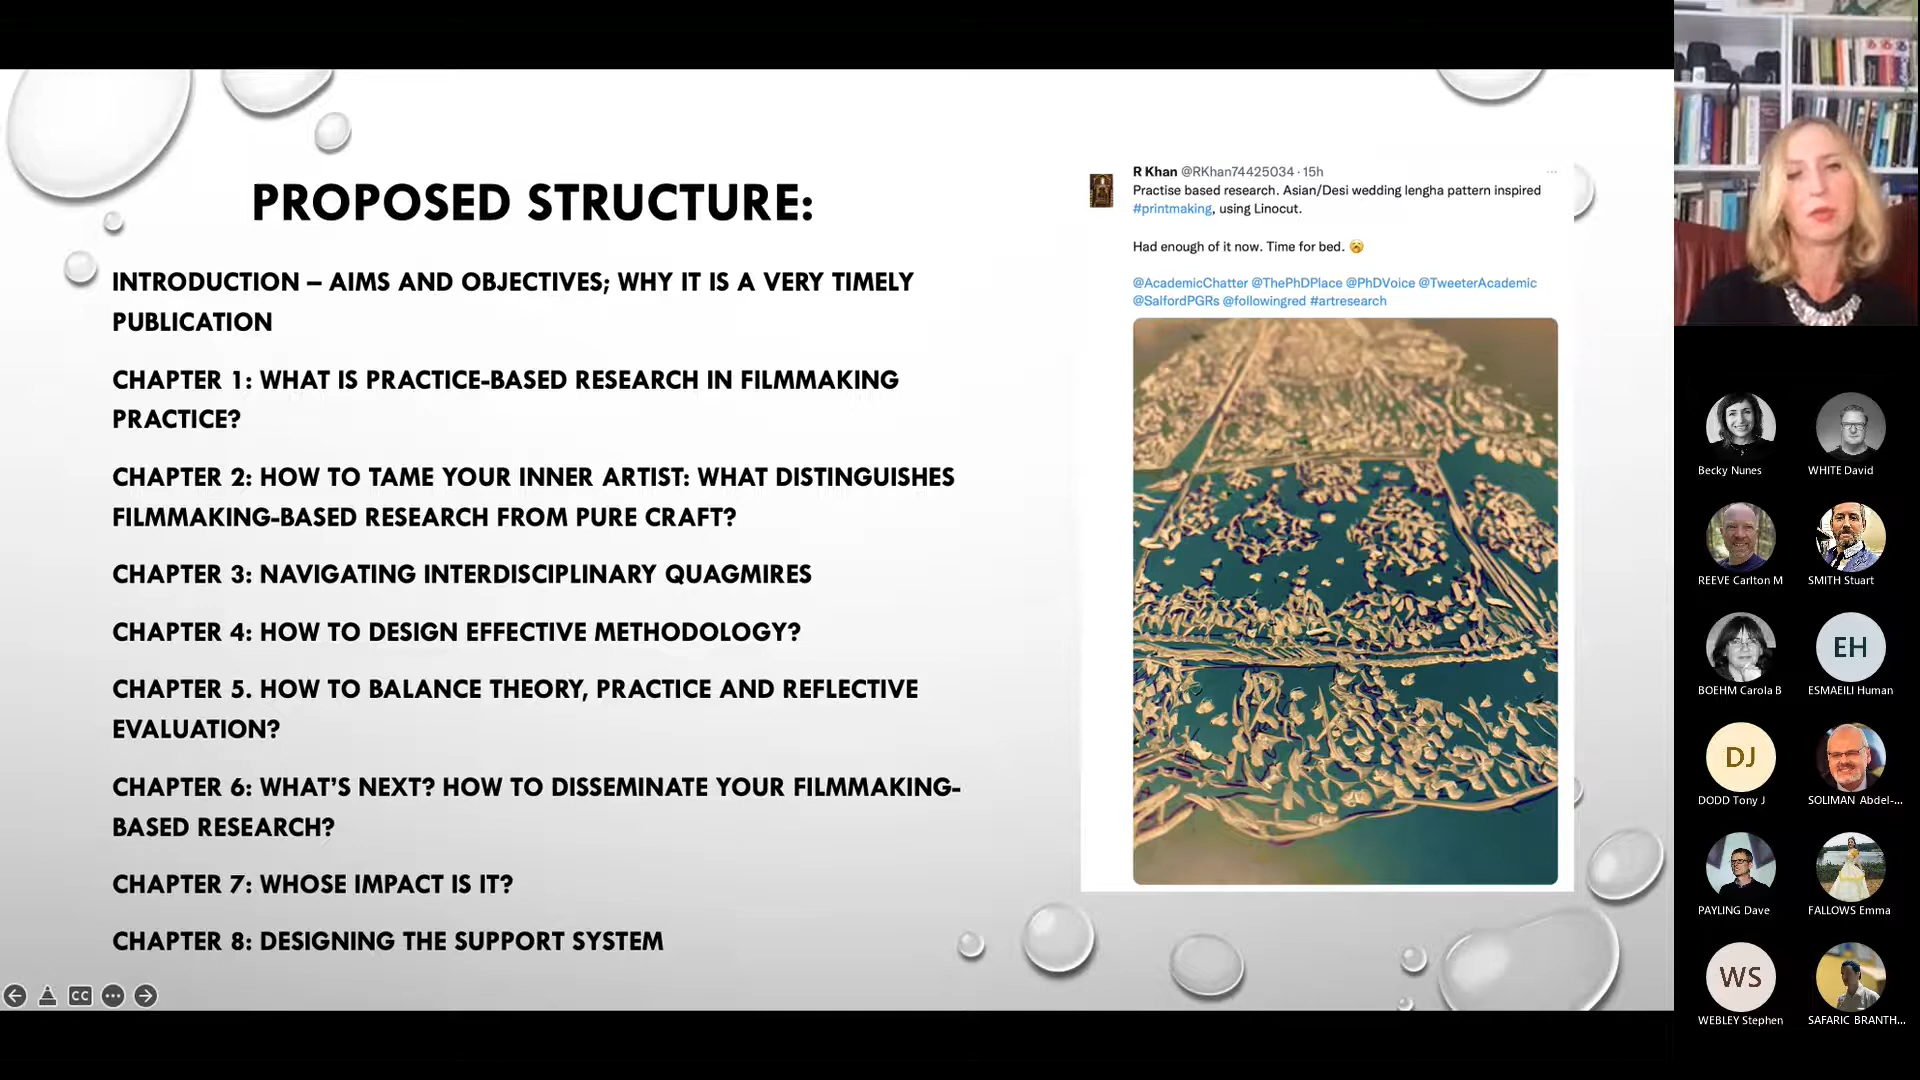 PROPOSED STRUCTURE:
INTRODUCTION – AIMS AND OBJECTIVES; WHY IT IS A VERY TIMELY
PUBLICATION
CHAPTER 1: WHAT IS PRACTICE-BASED RESEARCH IN FILMMAKING
PRACTICE?
CHAPTER 2: HOW TO TAME YOUR INNER ARTIST: WHAT DISTINGUISHES
FILMMAKING-BASED RESEARCH FROM PURE CRAFT?
CHAPTER 3: NAVIGATING INTERDISCIPLINARY QUAGMIRES
CHAPTER 4: HOW TO DESIGN EFFECTIVE METHODOLOGY?
CHAPTER 5. HOW TO BALANCE THEORY, PRACTICE AND REFLECTIVE
EVALUATION?
CHAPTER 6: WHAT'S NEXT? HOW TO DISSEMINATE YOUR FILMMAKING-
BASED RESEARCH?
CHAPTER 7: WHOSE IMPACT IS IT?
CHAPTER 8: DESIGNING THE SUPPORT SYSTEM
R Khan @RKhan74425034 · 15h
Practise based research. Asian/Desi wedding lengha pattern inspired
#printmaking, using Linocut.
Had enough of it now. Time for bed. 😪
@AcademicChatter @ThePhDPlace @PhDVoice @TweeterAcademic
@SalfordPGRs @followingred #artresearch
CC
Becky Nunes
WHITE David
REEVE Carlton M
SMITH Stuart
BOEHM Carola B
EH
ESMAEILI Human
DJ
DODD Tony J
SOLIMAN Abdel-...
PAYLING Dave
FALLOWS Emma
WS
WEBLEY Stephen
SAFARIC BRANTH...